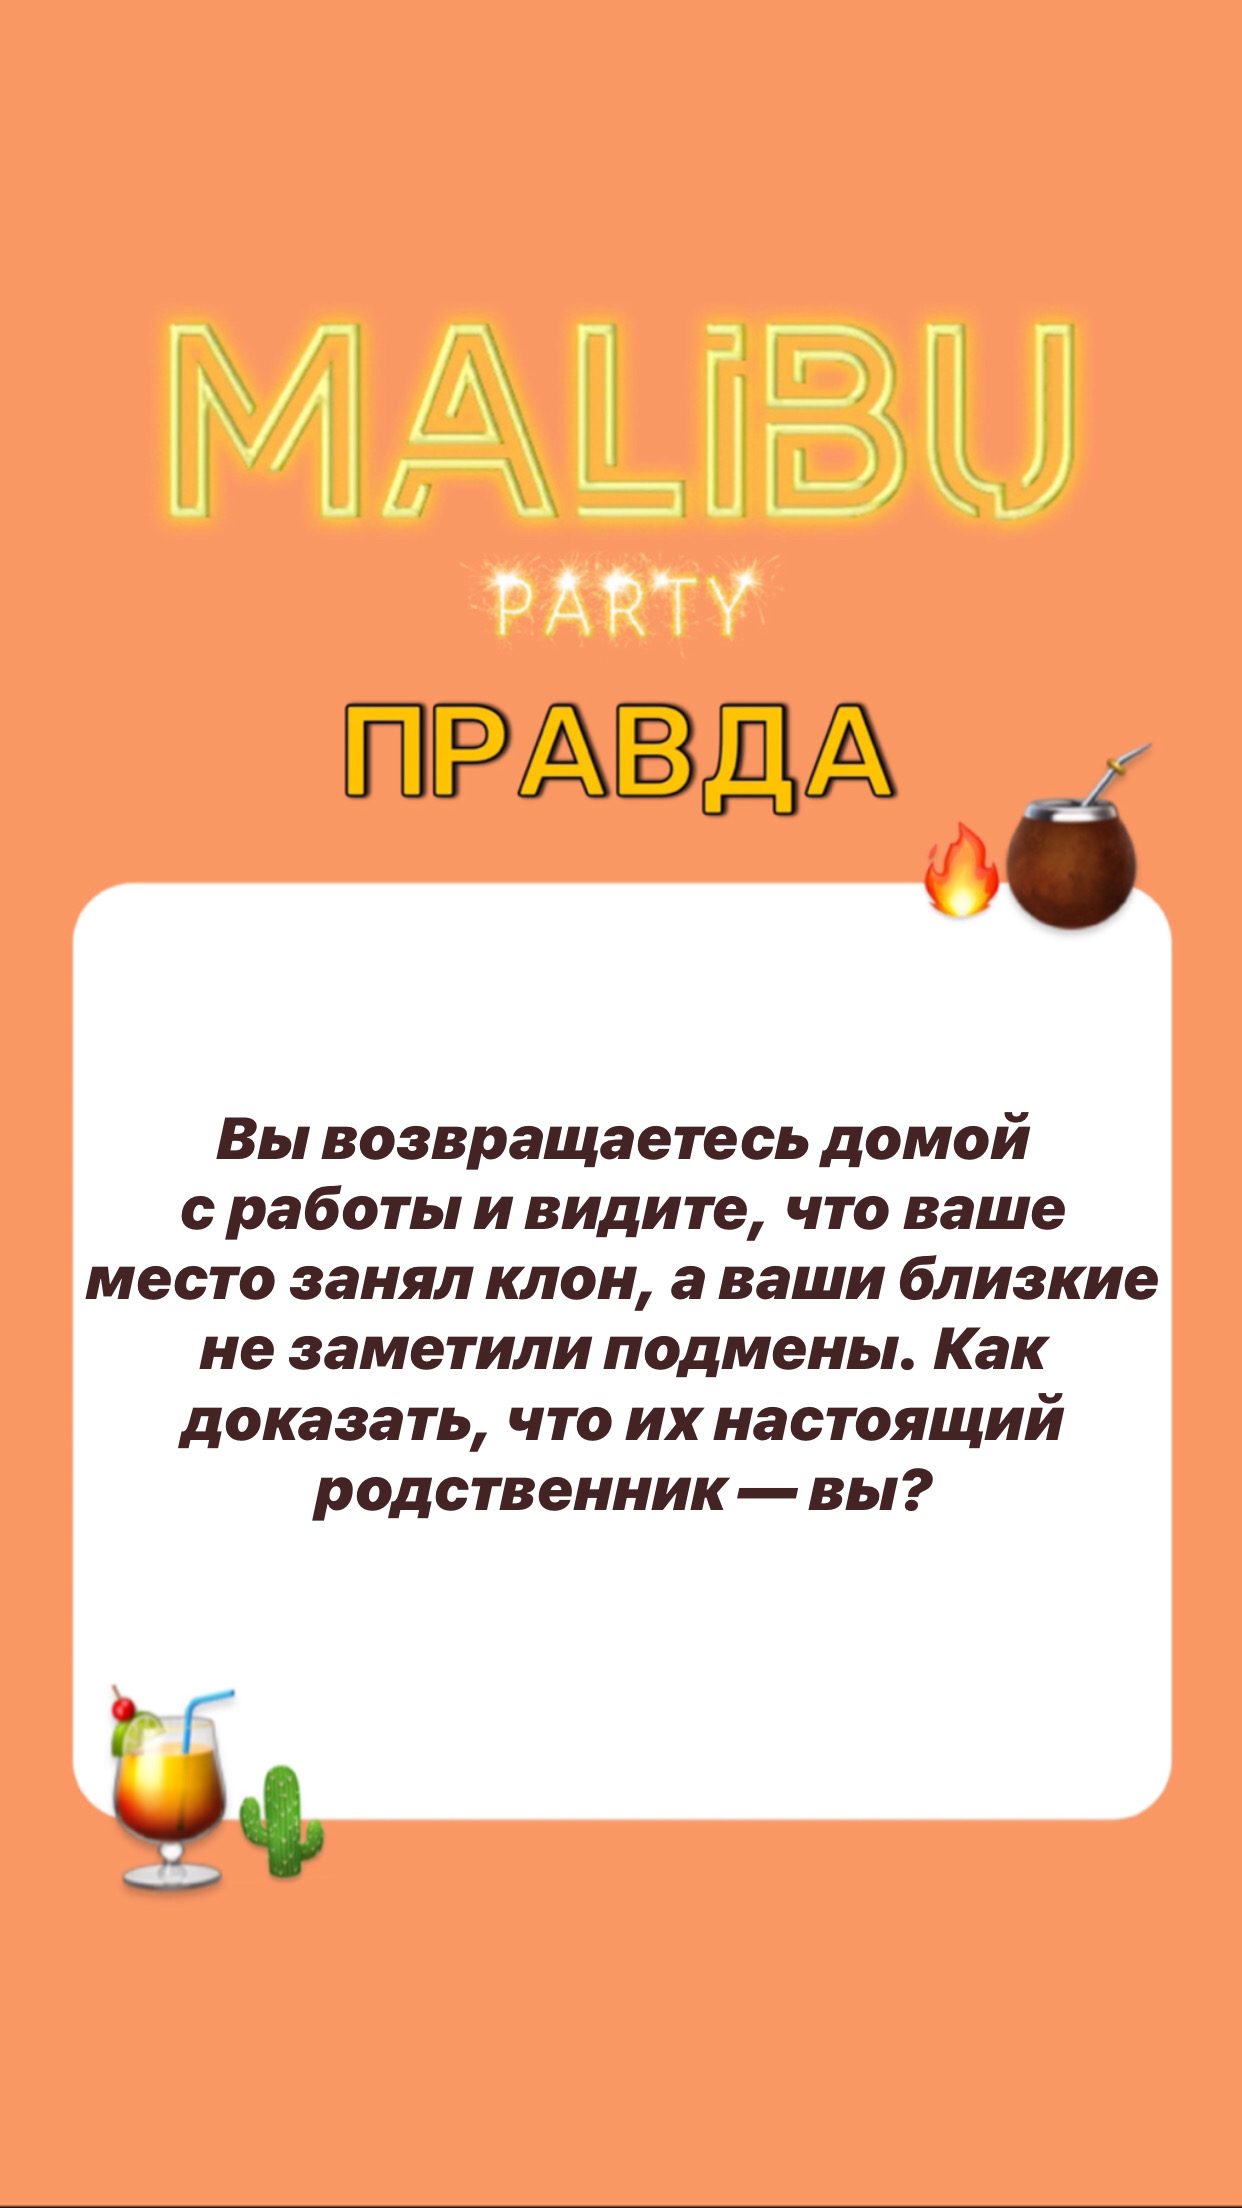 MALiBU
PARTY
ПРАВДА
Вы возвращаетесь домой
с работы и видите, что ваше
место занял клон, а ваши близкие
не заметили подмены. Как
доказать, что их настоящий
родственник — вы?